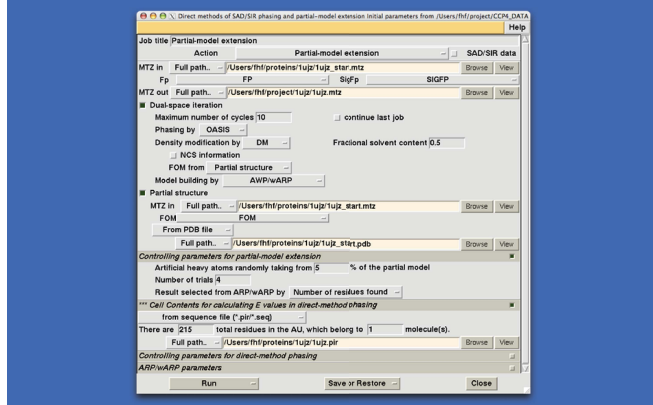 Direct methods of SAD/SIR phasing and partial-model extension Initial parameters from /Users/fhf/project/CCP4_DATA
Help
Job title Partial-model extension
Action Partial-model extension SAD/SIR data
MTZ in Full path.. /Users/fhf/proteins/1ujz/1ujz_star.mtz Browse View
Fp FP SigFp SIGFP
MTZ out Full path.. /Users/fhf/project/1ujz/1ujz.mtz Browse View
Dual-space iteration
Maximum number of cycles 10 continue last job
Phasing by OASIS
Density modification by DM Fractional solvent content 0.5
NCS information
FOM from Partial structure
Model building by AWP/wARP
Partial structure
MTZ in Full path.. /Users/fhf/proteins/1ujz/1ujz_start.mtz Browse View
FOM FOM
From PDB file
Full path.. /Users/fhf/proteins/1ujz/1ujz_start.pdb Browse View
Controlling parameters for partial-model extension
Artificial heavy atoms randomly taking from 5 % of the partial model
Number of trials 4
Result selected from ARP/wARP by Number of residues found
*** Cell Contents for calculating E values in direct-method phasing
from sequence file (*.pir/*.seq)
There are 215 total residues in the AU, which belong to 1 molecule(s).
Full path.. /Users/fhf/proteins/1ujz/1ujz.pir Browse View
Controlling parameters for direct-method phasing
ARP/wARP parameters
Run Save or Restore Close